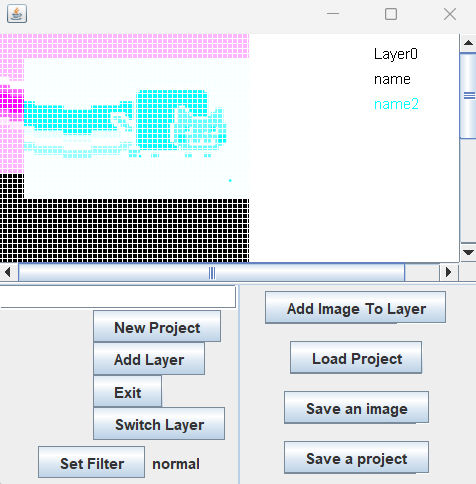 Layer0
name
name2
New Project
Add Layer
Exit
Switch Layer
Set Filter normal
Add Image To Layer
Load Project
Save an image
Save a project